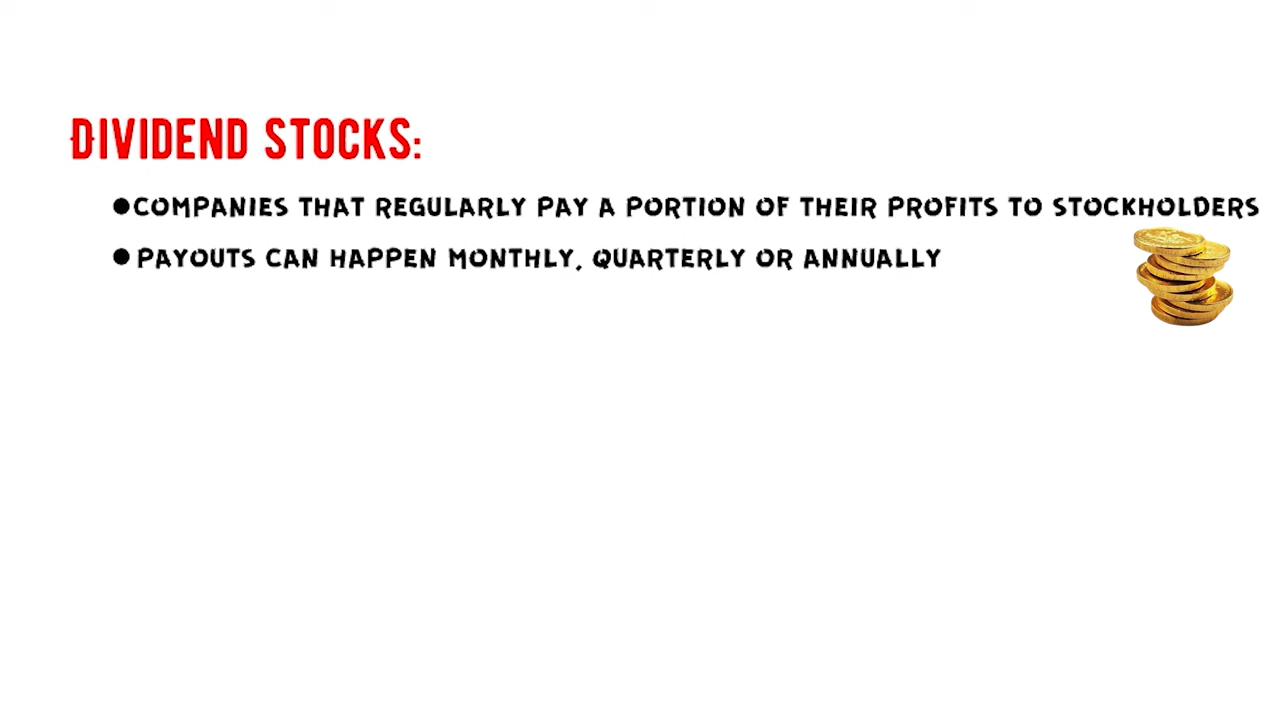 DIVIDEND STOCKS:
●COMPANIES THAT REGULARLY PAY A PORTION OF THEIR PROFITS TO STOCKHOLDERS
● PAYOUTS CAN HAPPEN MONTHLY, QUARTERLY OR ANNUALLY